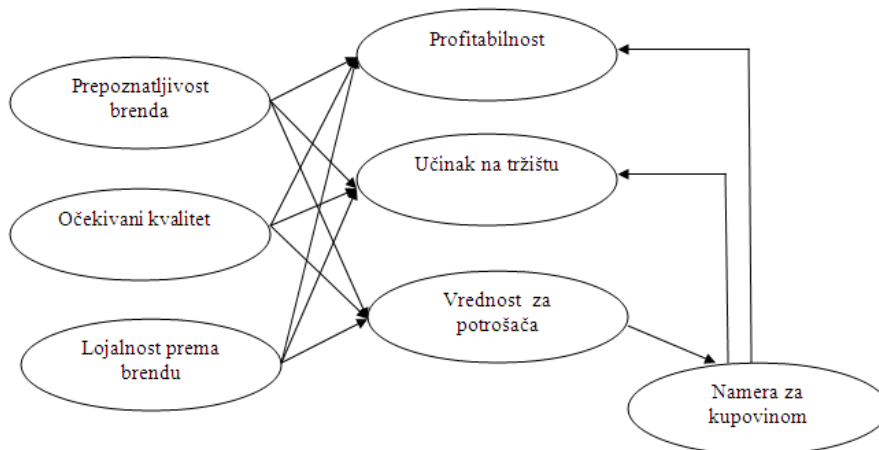 Prepoznatljivost
brenda
Očekivani kvalitet
Lojalnost prema
brendu
Profitabilnost
Učinak na tržištu
Vrednost za
potrošača
Namera za
kupovinom